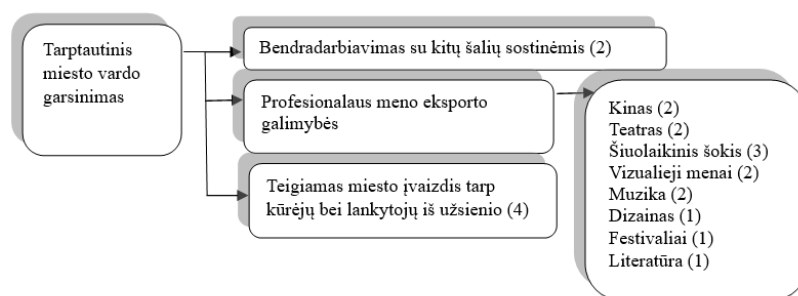 Tarptautinis
miesto vardo
garsinimas
Bendradarbiavimas su kitų šalių sostinėmis (2)
Profesionalaus meno eksporto
galimybės
Teigiamas miesto įvaizdis tarp
kūrėjų bei lankytojų iš užsienio (4)
Kinas (2)
Teatras (2)
Šiuolaikinis šokis (3)
Vizualieji menai (2)
Muzika (2)
Dizainas (1)
Festivaliai (1)
Literatūra (1)